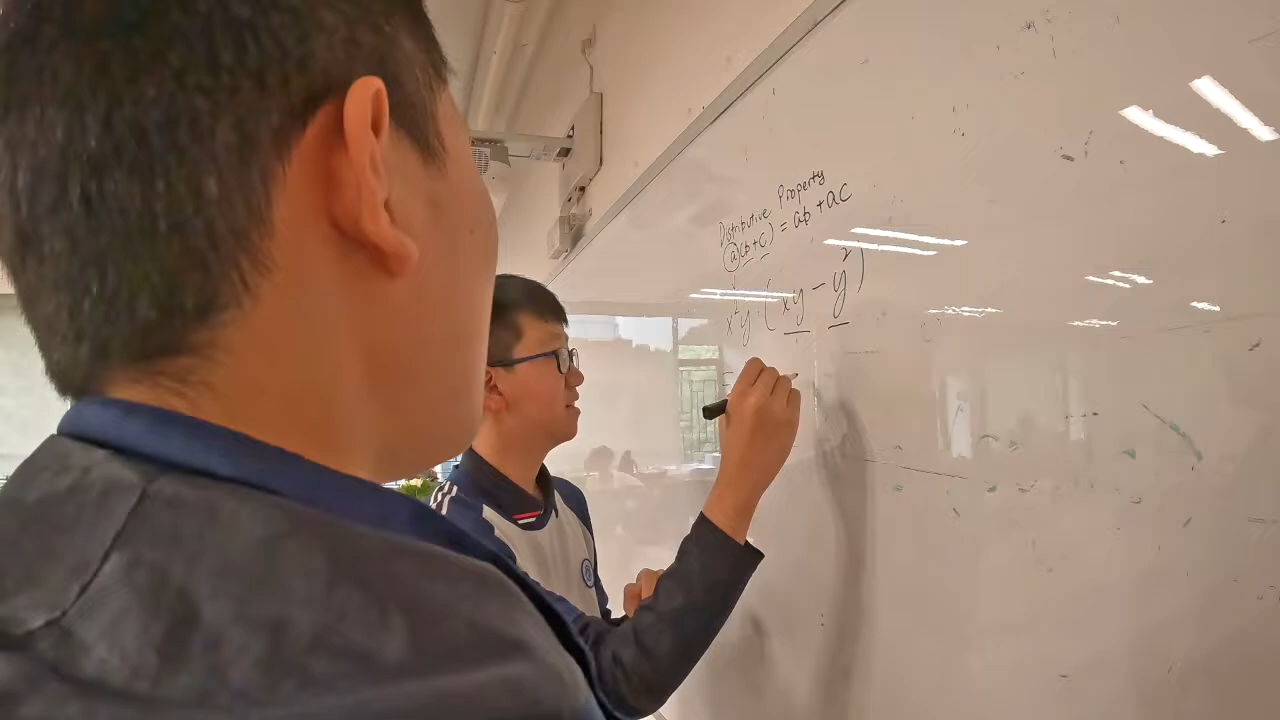 Distributive Property
a(b+c) = ab + ac
x²y (xy - y²)
=